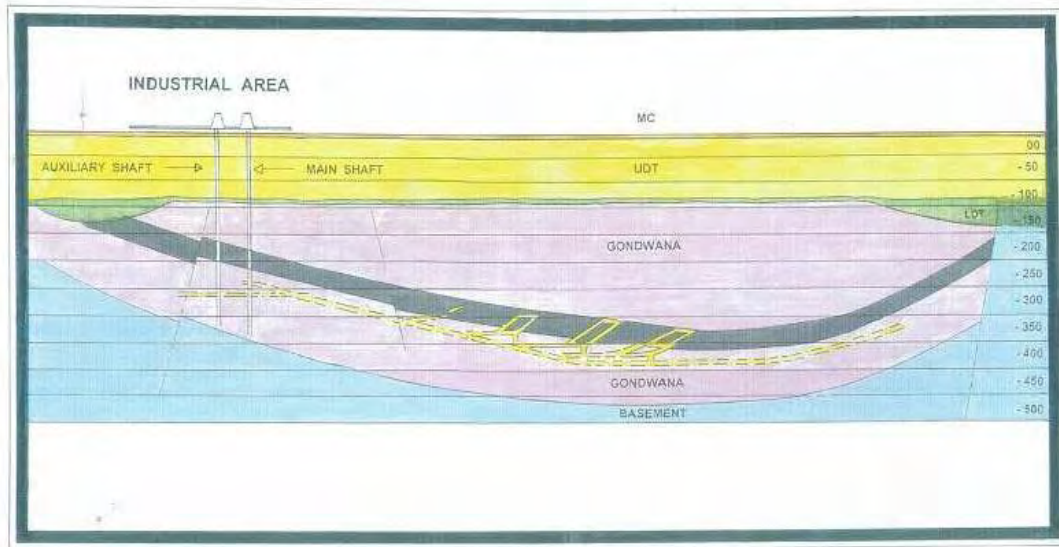 INDUSTRIAL AREA
MC
00
AUXILIARY SHAFT
MAIN SHAFT
UDT
- 50
- 100
LDT
- 150
GONDWANA
- 200
- 250
- 300
- 350
- 400
GONDWANA
- 450
BASEMENT
- 500